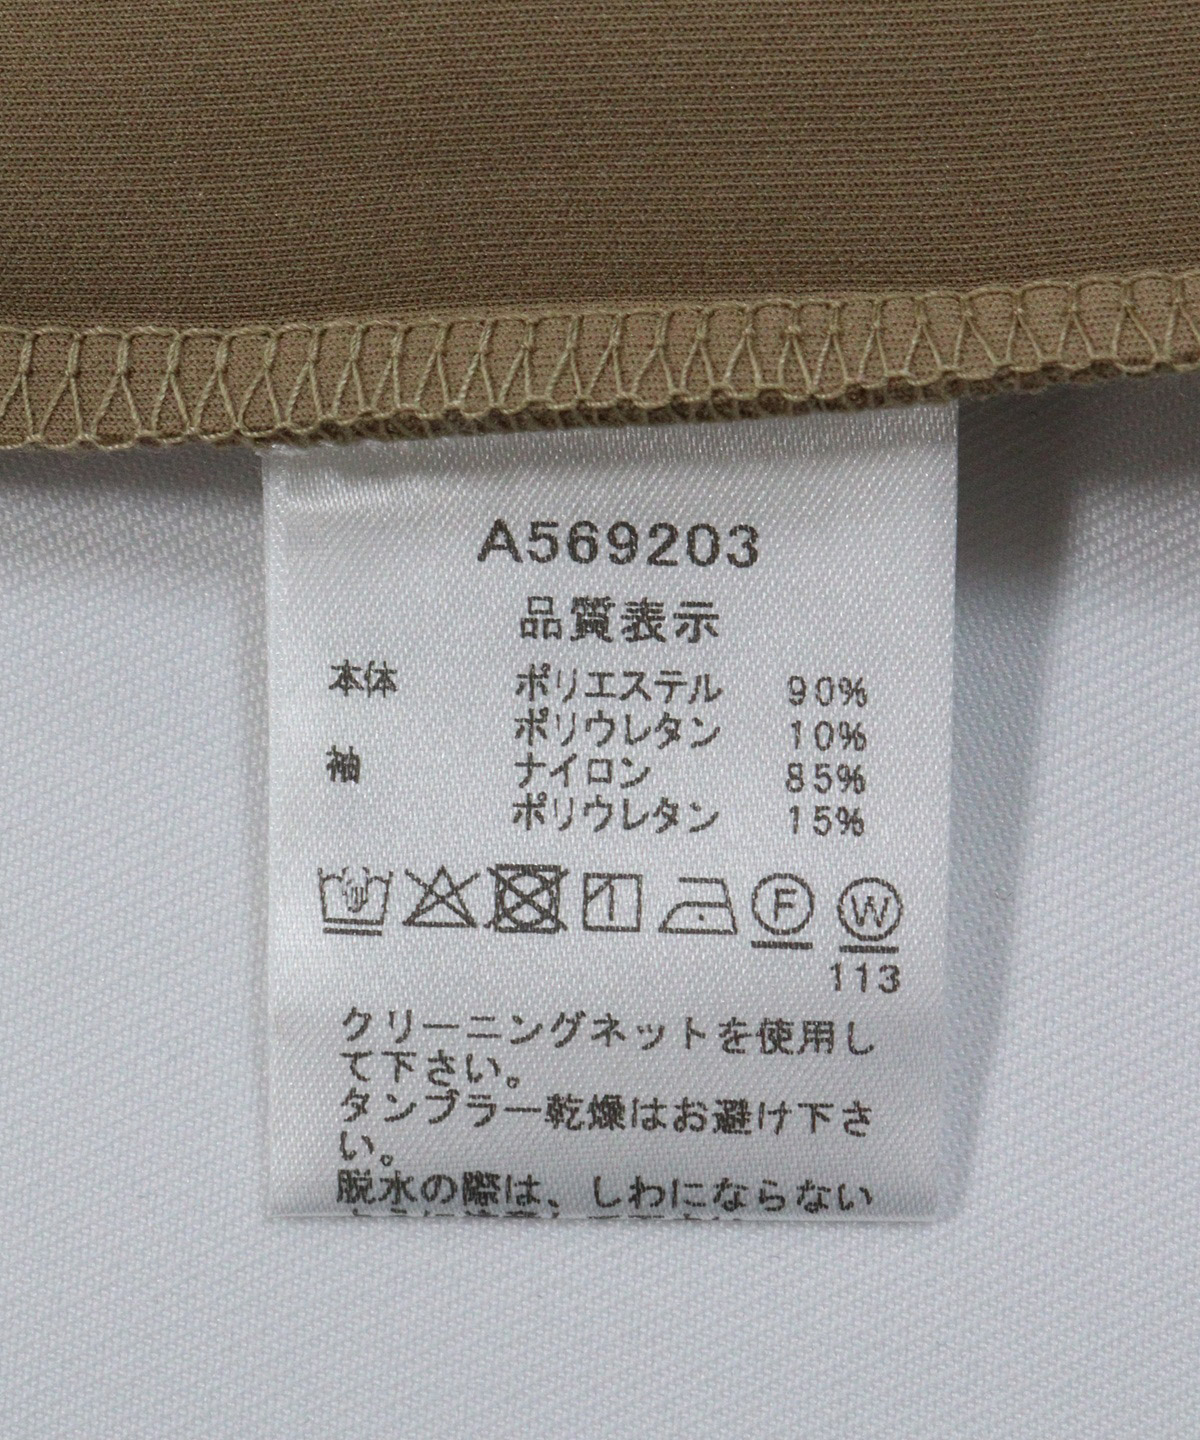 A569203
品質表示
本体 ポリエステル 90%
ポリウレタン 10%
袖 ナイロン 85%
ポリウレタン 15%
1 F W
113
クリーニングネットを使用し
て下さい。
タンブラー乾燥はお避け下さ
い。
脱水の際は、しわにならない